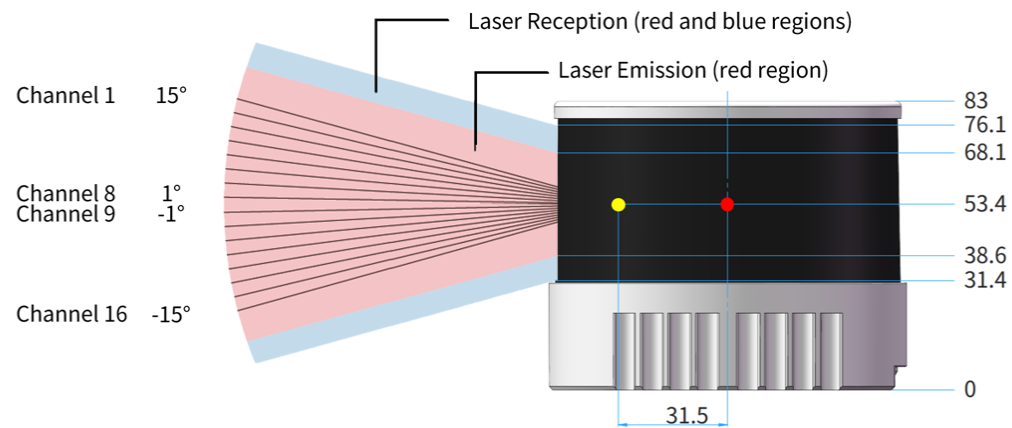 Laser Reception (red and blue regions)
Laser Emission (red region)
Channel 1 15°
Channel 8 1°
Channel 9 -1°
Channel 16 -15°
83
76.1
68.1
53.4
38.6
31.4
0
31.5